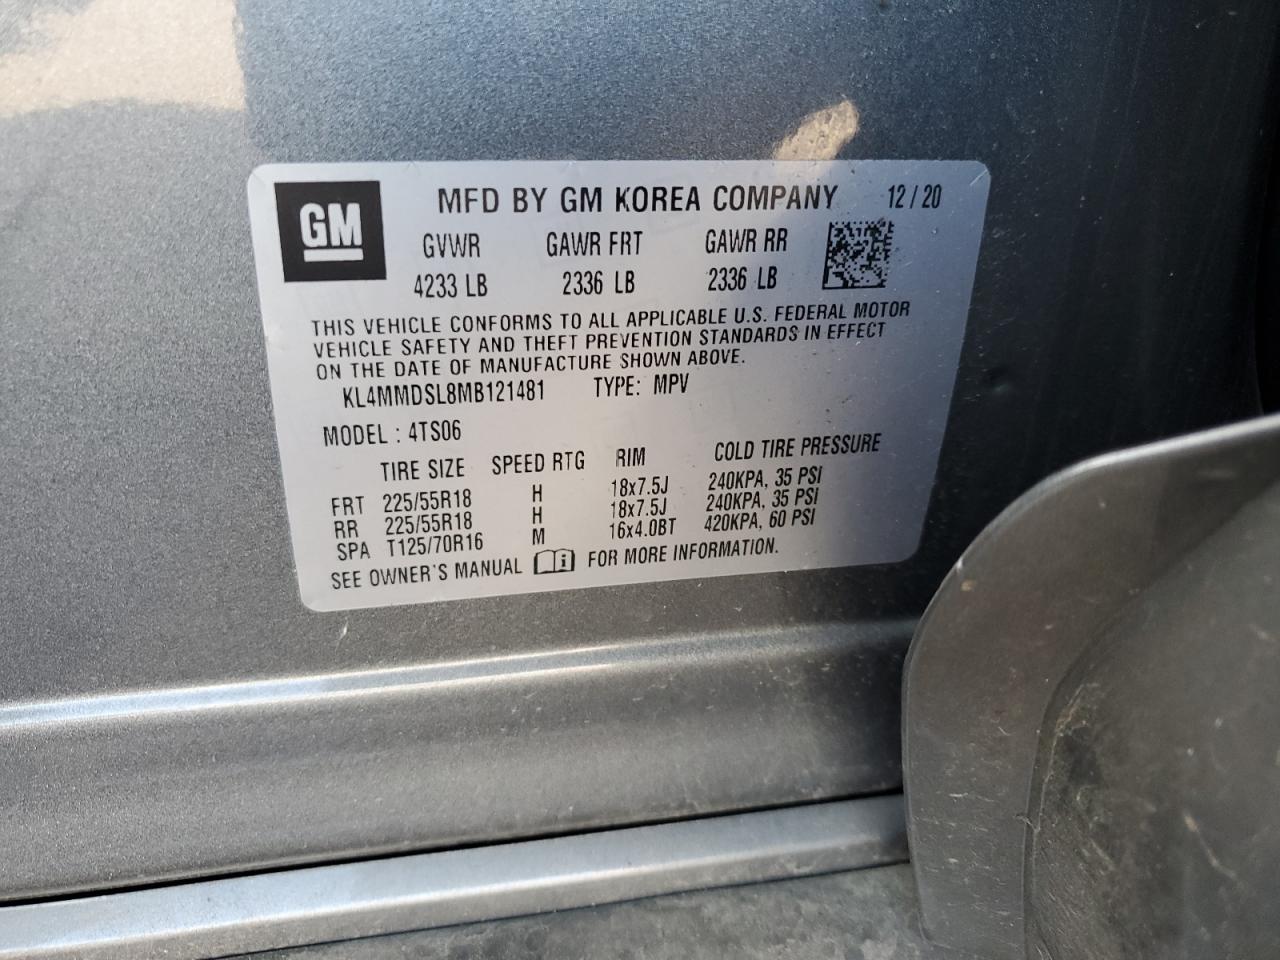 GM
MFD BY GM KOREA COMPANY 12/20
GVWR GAWR FRT GAWR RR
4233 LB 2336 LB 2336 LB
THIS VEHICLE CONFORMS TO ALL APPLICABLE U.S. FEDERAL MOTOR
VEHICLE SAFETY AND THEFT PREVENTION STANDARDS IN EFFECT
ON THE DATE OF MANUFACTURE SHOWN ABOVE.
KL4MMDSL8MB121481 TYPE: MPV
MODEL : 4TS06
TIRE SIZE SPEED RTG RIM COLD TIRE PRESSURE
FRT 225/55R18 H 18x7.5J 240KPA, 35 PSI
RR 225/55R18 H 18x7.5J 240KPA, 35 PSI
SPA T125/70R16 M 16x4.0BT 420KPA, 60 PSI
SEE OWNER'S MANUAL i FOR MORE INFORMATION.